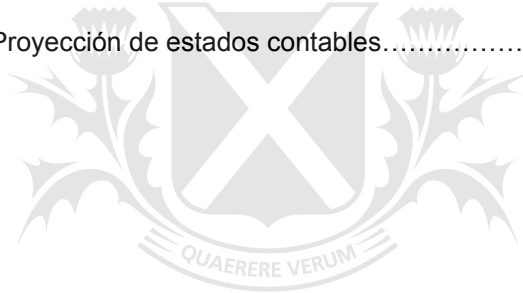 Proyección de estados contables……………………
QUAERERE VERUM